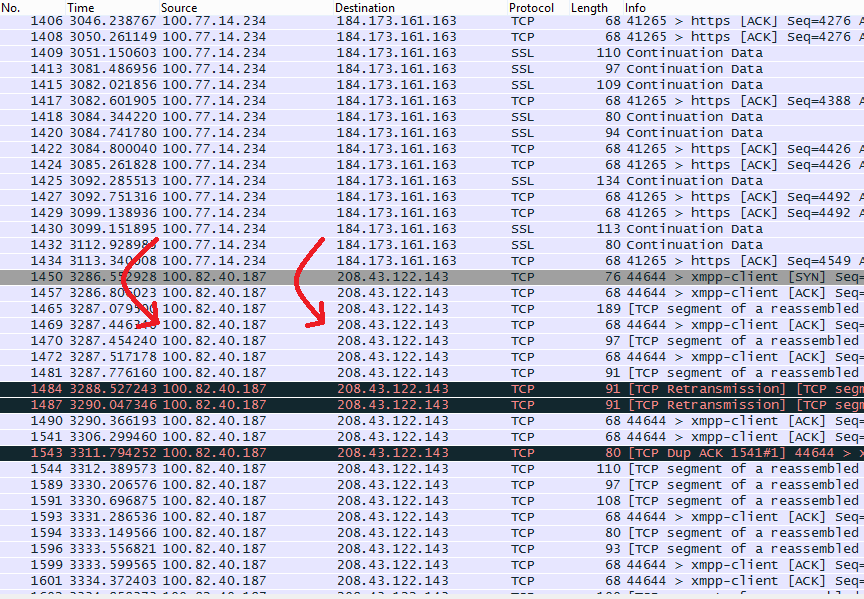 No. Time Source Destination Protocol Length Info
1406 3046.238767 100.77.14.234 184.173.161.163 TCP 68 41265 > https [ACK] Seq=4276 A
1408 3050.261149 100.77.14.234 184.173.161.163 TCP 68 41265 > https [ACK] Seq=4276 A
1409 3051.150603 100.77.14.234 184.173.161.163 SSL 110 Continuation Data
1413 3081.486956 100.77.14.234 184.173.161.163 SSL 97 Continuation Data
1415 3082.021856 100.77.14.234 184.173.161.163 SSL 109 Continuation Data
1417 3082.601905 100.77.14.234 184.173.161.163 TCP 68 41265 > https [ACK] Seq=4388 A
1418 3084.344220 100.77.14.234 184.173.161.163 SSL 80 Continuation Data
1420 3084.741780 100.77.14.234 184.173.161.163 SSL 94 Continuation Data
1422 3084.800040 100.77.14.234 184.173.161.163 TCP 68 41265 > https [ACK] Seq=4426 A
1424 3085.261828 100.77.14.234 184.173.161.163 TCP 68 41265 > https [ACK] Seq=4426 A
1425 3092.285513 100.77.14.234 184.173.161.163 SSL 134 Continuation Data
1427 3092.751316 100.77.14.234 184.173.161.163 TCP 68 41265 > https [ACK] Seq=4492 A
1429 3099.138936 100.77.14.234 184.173.161.163 TCP 68 41265 > https [ACK] Seq=4492 A
1430 3099.151895 100.77.14.234 184.173.161.163 SSL 113 Continuation Data
1432 100.77.14.234 184.173.161.163 SSL 80 Continuation Data
1434 100.77.14.234 184.173.161.163 TCP 68 41265 > https [ACK] Seq=4549 A
1450 100.82.40.187 208.43.122.143 TCP 76 44644 > xmpp-client [SYN] Seq=
1457 100.82.40.187 208.43.122.143 TCP 68 44644 > xmpp-client [ACK] Seq=
1465 100.82.40.187 208.43.122.143 TCP 189 [TCP segment of a reassembled
1469 100.82.40.187 208.43.122.143 TCP 68 44644 > xmpp-client [ACK] Seq=
1470 3287.454240 100.82.40.187 208.43.122.143 TCP 97 [TCP segment of a reassembled
1472 3287.517178 100.82.40.187 208.43.122.143 TCP 68 44644 > xmpp-client [ACK] Seq=
1481 3287.776160 100.82.40.187 208.43.122.143 TCP 91 [TCP segment of a reassembled
1484 3288.527243 100.82.40.187 208.43.122.143 TCP 91 [TCP Retransmission] [TCP segm
1487 3290.047346 100.82.40.187 208.43.122.143 TCP 91 [TCP Retransmission] [TCP segm
1490 3290.366193 100.82.40.187 208.43.122.143 TCP 68 44644 > xmpp-client [ACK] Seq=
1541 3306.299460 100.82.40.187 208.43.122.143 TCP 68 44644 > xmpp-client [ACK] Seq=
1543 3311.794252 100.82.40.187 208.43.122.143 TCP 80 [TCP Dup ACK 1541#1] 44644 > x
1544 3312.389573 100.82.40.187 208.43.122.143 TCP 110 [TCP segment of a reassembled
1589 3330.206576 100.82.40.187 208.43.122.143 TCP 97 [TCP segment of a reassembled
1591 3330.696875 100.82.40.187 208.43.122.143 TCP 108 [TCP segment of a reassembled
1593 3331.286536 100.82.40.187 208.43.122.143 TCP 68 44644 > xmpp-client [ACK] Seq=
1594 3333.149566 100.82.40.187 208.43.122.143 TCP 80 [TCP segment of a reassembled
1596 3333.556821 100.82.40.187 208.43.122.143 TCP 93 [TCP segment of a reassembled
1599 3333.599565 100.82.40.187 208.43.122.143 TCP 68 44644 > xmpp-client [ACK] Seq=
1601 3334.372403 100.82.40.187 208.43.122.143 TCP 68 44644 > xmpp-client [ACK] Seq=